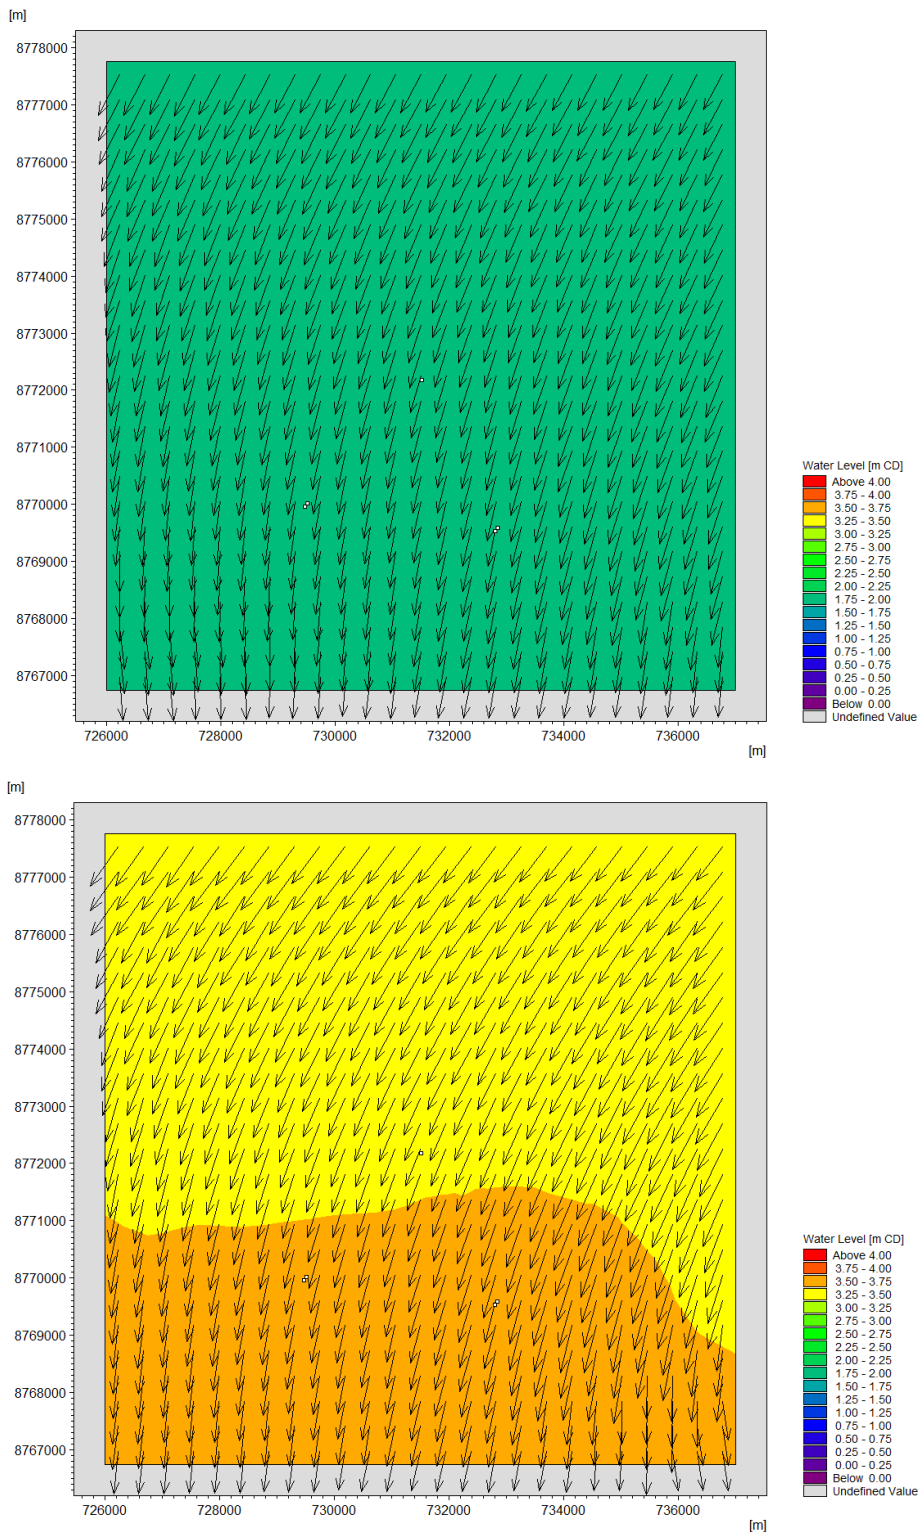 [m]
8778000
8777000
8776000
8775000
8774000
8773000
8772000
8771000
8770000
8769000
8768000
8767000
726000 728000 730000 732000 734000 736000
[m]
Water Level [m CD]
Above 4.00
3.75 - 4.00
3.50 - 3.75
3.25 - 3.50
3.00 - 3.25
2.75 - 3.00
2.50 - 2.75
2.25 - 2.50
2.00 - 2.25
1.75 - 2.00
1.50 - 1.75
1.25 - 1.50
1.00 - 1.25
0.75 - 1.00
0.50 - 0.75
0.25 - 0.50
0.00 - 0.25
Below 0.00
Undefined Value
[m]
8778000
8777000
8776000
8775000
8774000
8773000
8772000
8771000
8770000
8769000
8768000
8767000
726000 728000 730000 732000 734000 736000
[m]
Water Level [m CD]
Above 4.00
3.75 - 4.00
3.50 - 3.75
3.25 - 3.50
3.00 - 3.25
2.75 - 3.00
2.50 - 2.75
2.25 - 2.50
2.00 - 2.25
1.75 - 2.00
1.50 - 1.75
1.25 - 1.50
1.00 - 1.25
0.75 - 1.00
0.50 - 0.75
0.25 - 0.50
0.00 - 0.25
Below 0.00
Undefined Value